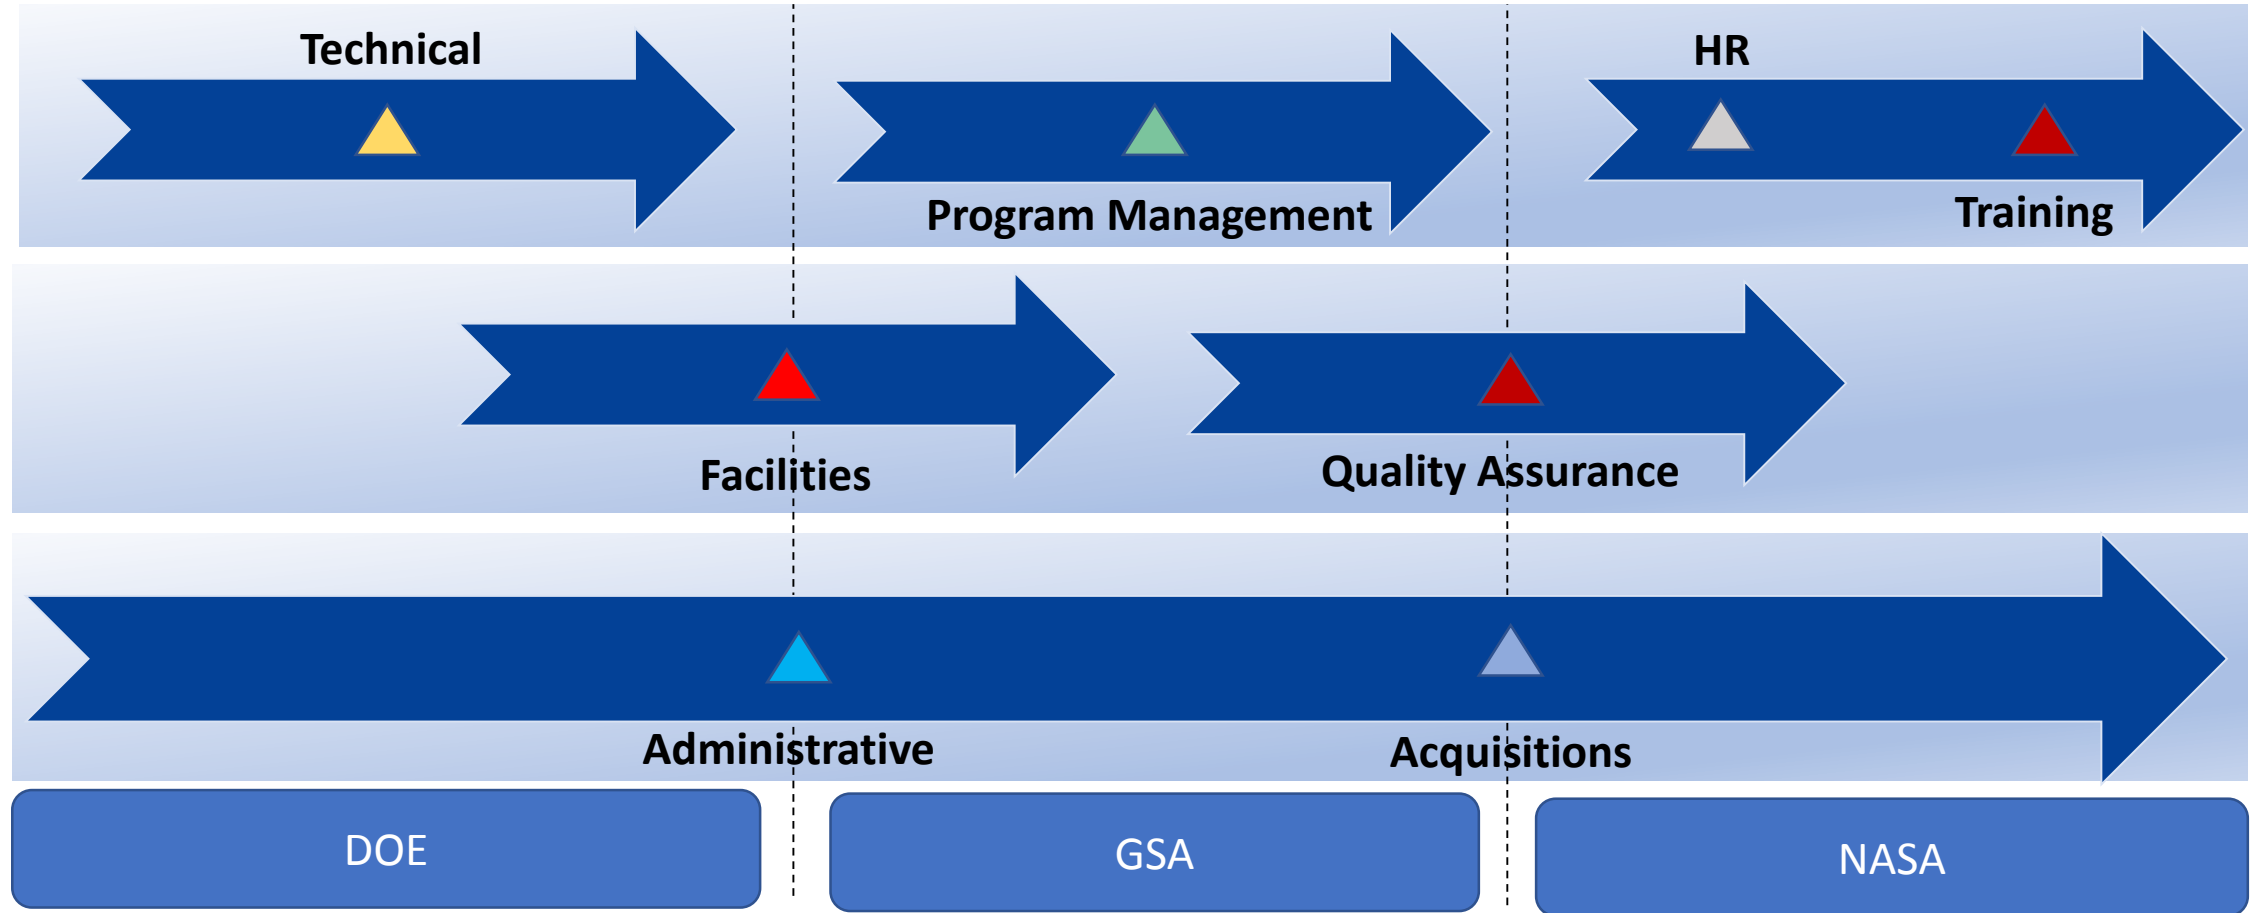 Technical
HR
Program Management
Training
Facilities
Quality Assurance
Administrative
Acquisitions
DOE
GSA
NASA